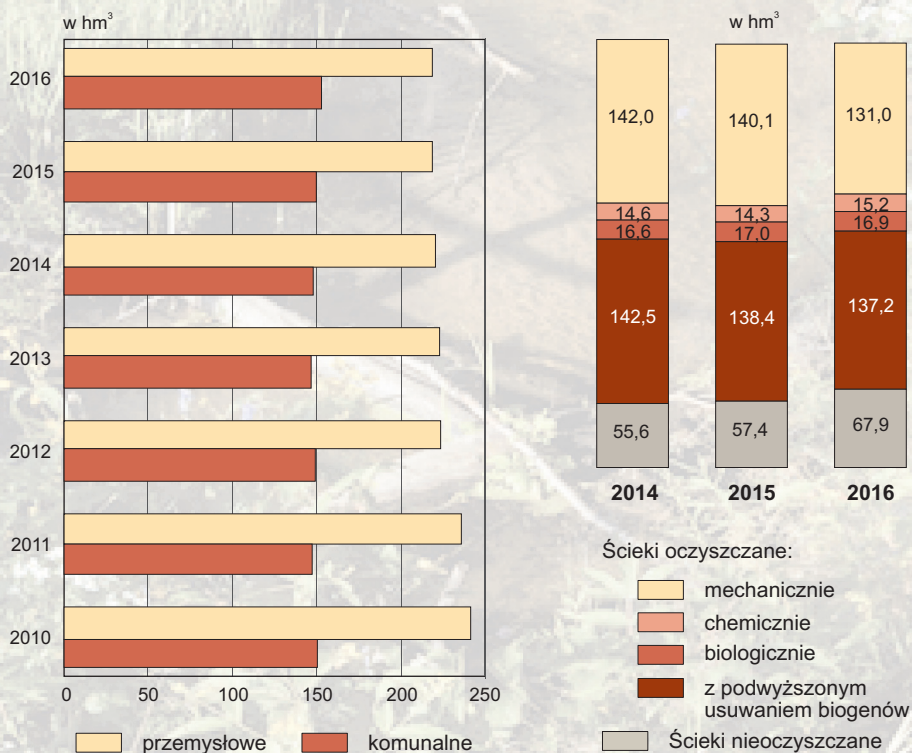 w hm³
2016
2015
2014
2013
2012
2011
2010
0 50 100 150 200 250
przemysłowe komunalne
w hm³
142,0 140,1 131,0
14,6 14,3 15,2
16,6 17,0 16,9
142,5 138,4 137,2
55,6 57,4 67,9
2014 2015 2016
Ścieki oczyszczane:
mechanicznie
chemicznie
biologicznie
z podwyższonym
usuwaniem biogenów
Ścieki nieoczyszczane